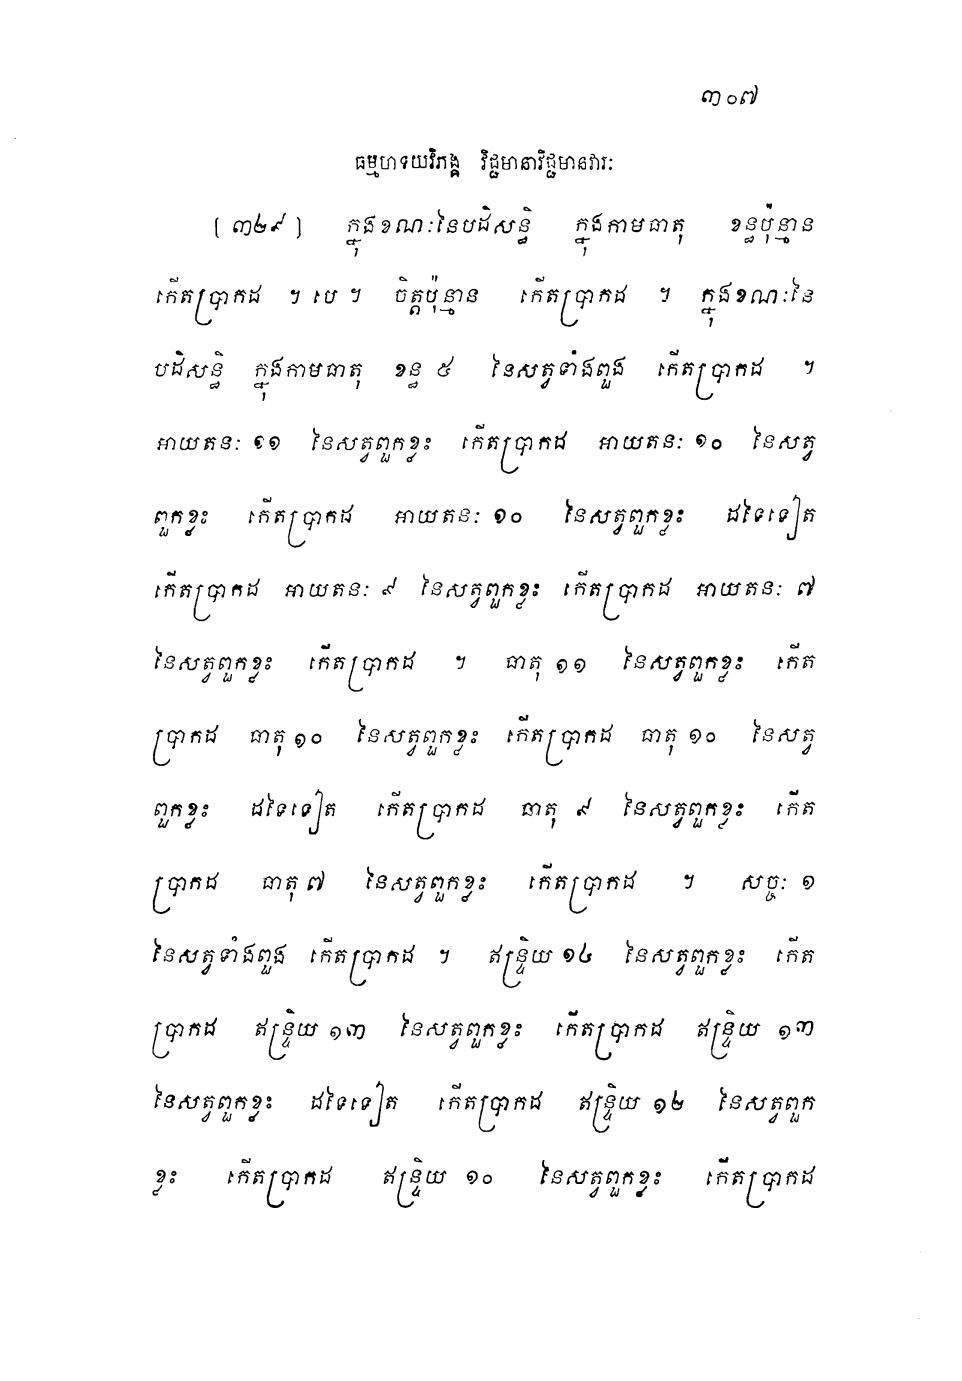 ៣០៧
ធម្មហទយវិភង្គ វិជ្ជមានាវិជ្ជមានវារៈ
[ ៣២៩ ] ក្នុងខណៈនៃបដិសន្ធិ ក្នុងកាមធាតុ ខន្ធប៉ុន្មាន
កើតប្រាកដ ។ បេ ។ ចិត្តប៉ុន្មាន កើតប្រាកដ ។ ក្នុងខណៈនៃ
បដិសន្ធិ ក្នុងកាមធាតុ ខន្ធ ៥ នៃសត្វទាំងពួង កើតប្រាកដ ។
អាយតនៈ ១១ នៃសត្វពួកខ្លះ កើតប្រាកដ អាយតនៈ ១០ នៃសត្វ
ពួកខ្លះ កើតប្រាកដ អាយតនៈ ១០ នៃសត្វពួកខ្លះ ដទៃទៀត
កើតប្រាកដ អាយតនៈ ៩ នៃសត្វពួកខ្លះ កើតប្រាកដ អាយតនៈ ៧
នៃសត្វពួកខ្លះ កើតប្រាកដ ។ ធាតុ ១១ នៃសត្វពួកខ្លះ កើត
ប្រាកដ ធាតុ ១០ នៃសត្វពួកខ្លះ កើតប្រាកដ ធាតុ ១០ នៃសត្វ
ពួកខ្លះ ដទៃទៀត កើតប្រាកដ ធាតុ ៩ នៃសត្វពួកខ្លះ កើត
ប្រាកដ ធាតុ ៧ នៃសត្វពួកខ្លះ កើតប្រាកដ ។ សច្ចៈ ១
នៃសត្វទាំងពួង កើតប្រាកដ ។ ឥន្ទ្រិយ ១៤ នៃសត្វពួកខ្លះ កើត
ប្រាកដ ឥន្ទ្រិយ ១៣ នៃសត្វពួកខ្លះ កើតប្រាកដ ឥន្ទ្រិយ ១៣
នៃសត្វពួកខ្លះ ដទៃទៀត កើតប្រាកដ ឥន្ទ្រិយ ១២ នៃសត្វពួក
ខ្លះ កើតប្រាកដ ឥន្ទ្រិយ ១០ នៃសត្វពួកខ្លះ កើតប្រាកដ